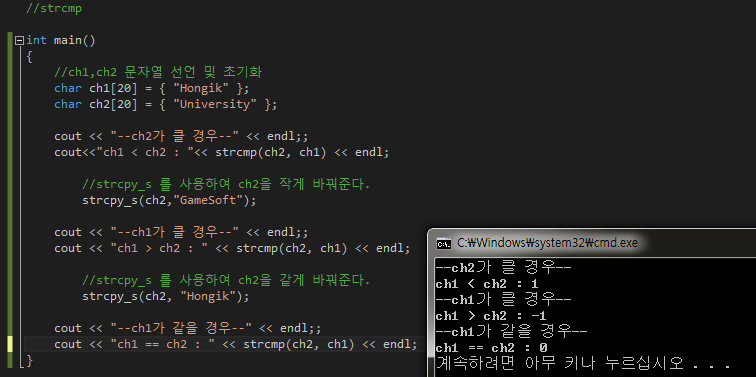 //strcmp
int main()
{
//ch1,ch2 문자열 선언 및 초기화
char ch1[20] = { "Hongik" };
char ch2[20] = { "University" };
cout << "--ch2가 클 경우--" << endl;;
cout<<"ch1 < ch2 : "<< strcmp(ch2, ch1) << endl;
//strcpy_s 를 사용하여 ch2을 작게 바꿔준다.
strcpy_s(ch2,"GameSoft");
cout << "--ch1가 클 경우--" << endl;;
cout << "ch1 > ch2 : " << strcmp(ch2, ch1) << endl;
//strcpy_s 를 사용하여 ch2을 같게 바꿔준다.
strcpy_s(ch2, "Hongik");
cout << "--ch1가 같을 경우--" << endl;;
cout << "ch1 == ch2 : " << strcmp(ch2, ch1) << endl;
}
C:\Windows\system32\cmd.exe
--ch2가 클 경우--
ch1 < ch2 : 1
--ch1가 클 경우--
ch1 > ch2 : -1
--ch1가 같을 경우--
ch1 == ch2 : 0
계속하려면 아무 키나 누르십시오 . . .